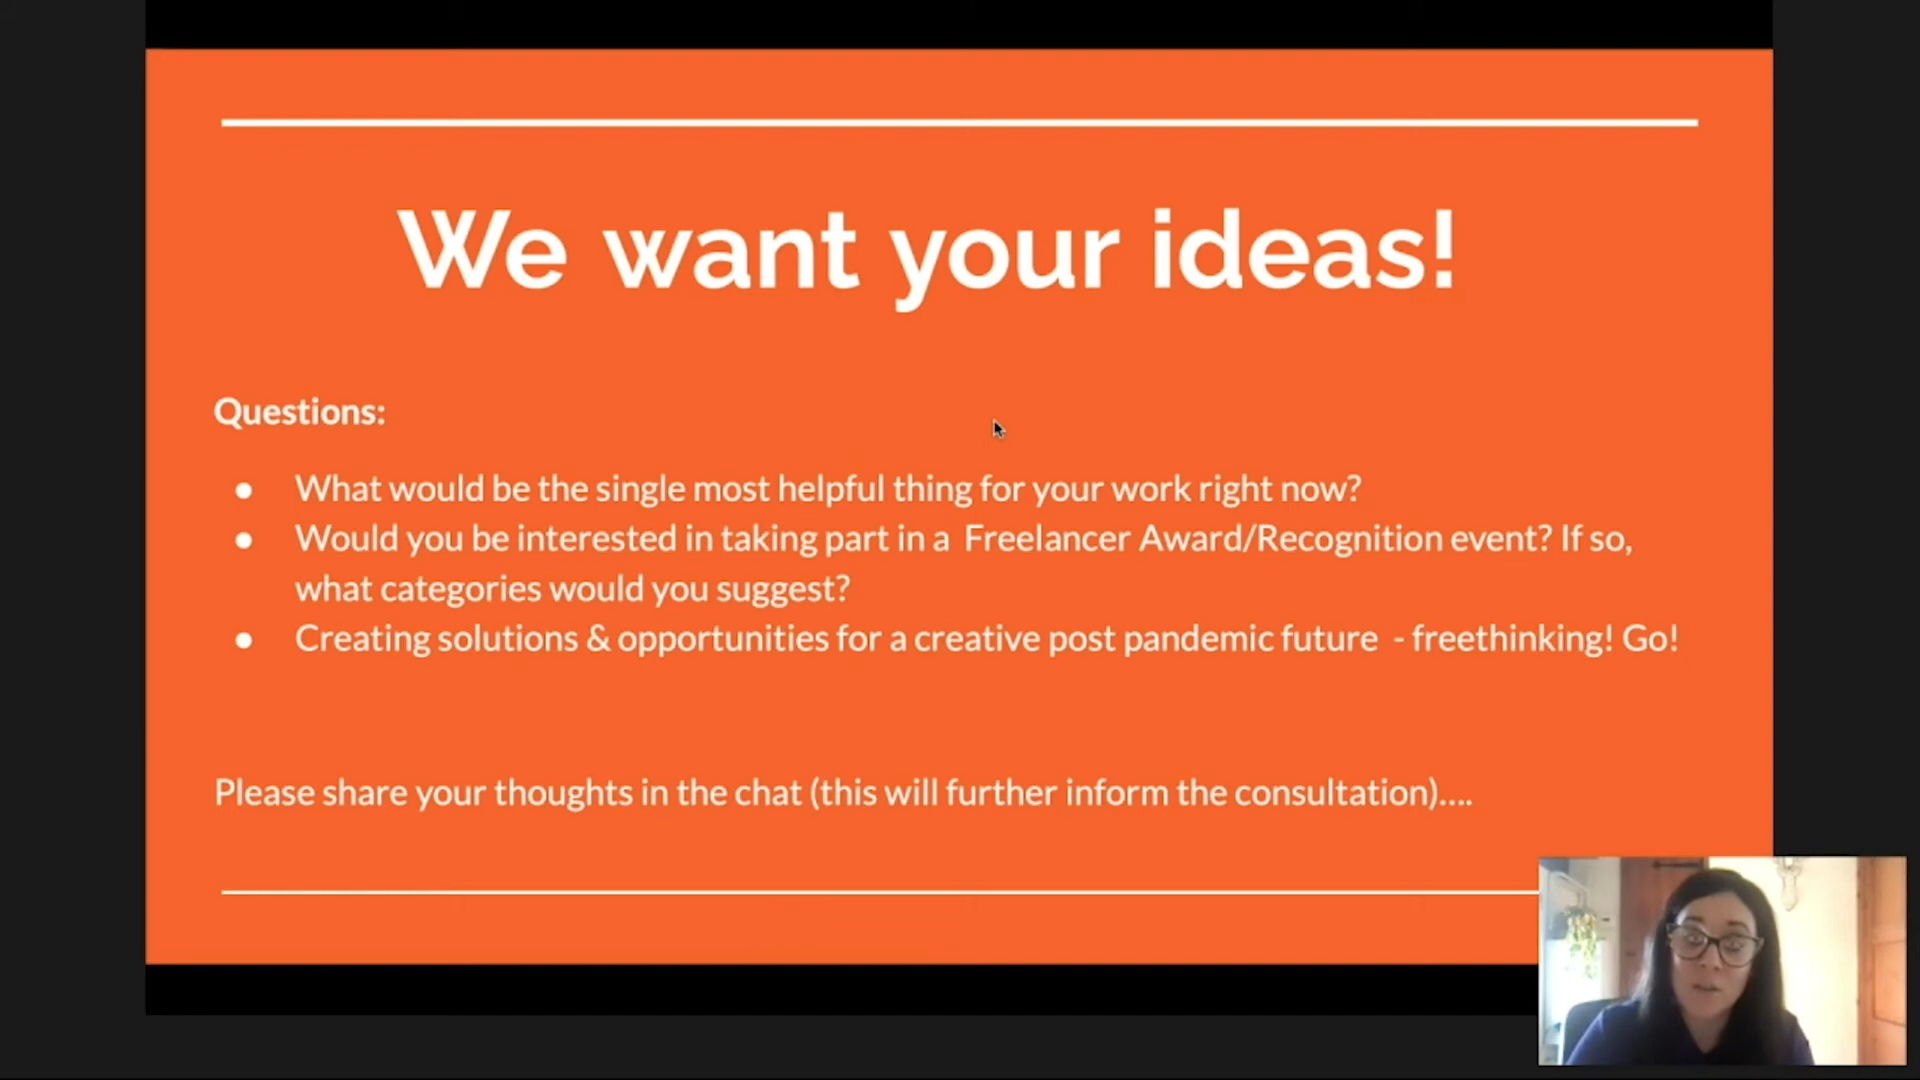 We want your ideas!
Questions:
● What would be the single most helpful thing for your work right now?
● Would you be interested in taking part in a Freelancer Award/Recognition event? If so,
what categories would you suggest?
● Creating solutions & opportunities for a creative post pandemic future - freethinking! Go!
Please share your thoughts in the chat (this will further inform the consultation)....